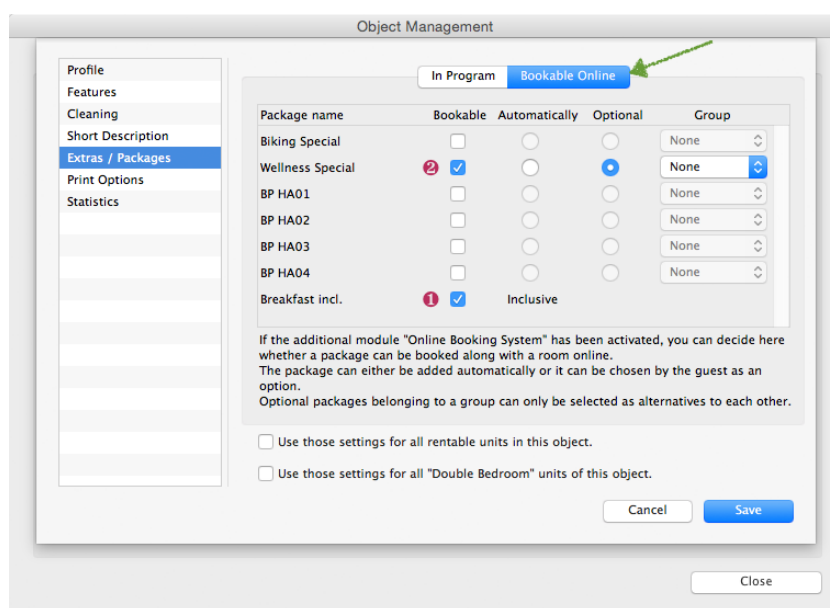 Object Management
Profile
Features
Cleaning
Short Description
Extras / Packages
Print Options
Statistics
In Program Bookable Online
Package name Bookable Automatically Optional Group
Biking Special None
Wellness Special 2 None
BP HA01 None
BP HA02 None
BP HA03 None
BP HA04 None
Breakfast incl. 1 Inclusive
If the additional module "Online Booking System" has been activated, you can decide here
whether a package can be booked along with a room online.
The package can either be added automatically or it can be chosen by the guest as an
option.
Optional packages belonging to a group can only be selected as alternatives to each other.
Use those settings for all rentable units in this object.
Use those settings for all "Double Bedroom" units of this object.
Cancel Save
Close